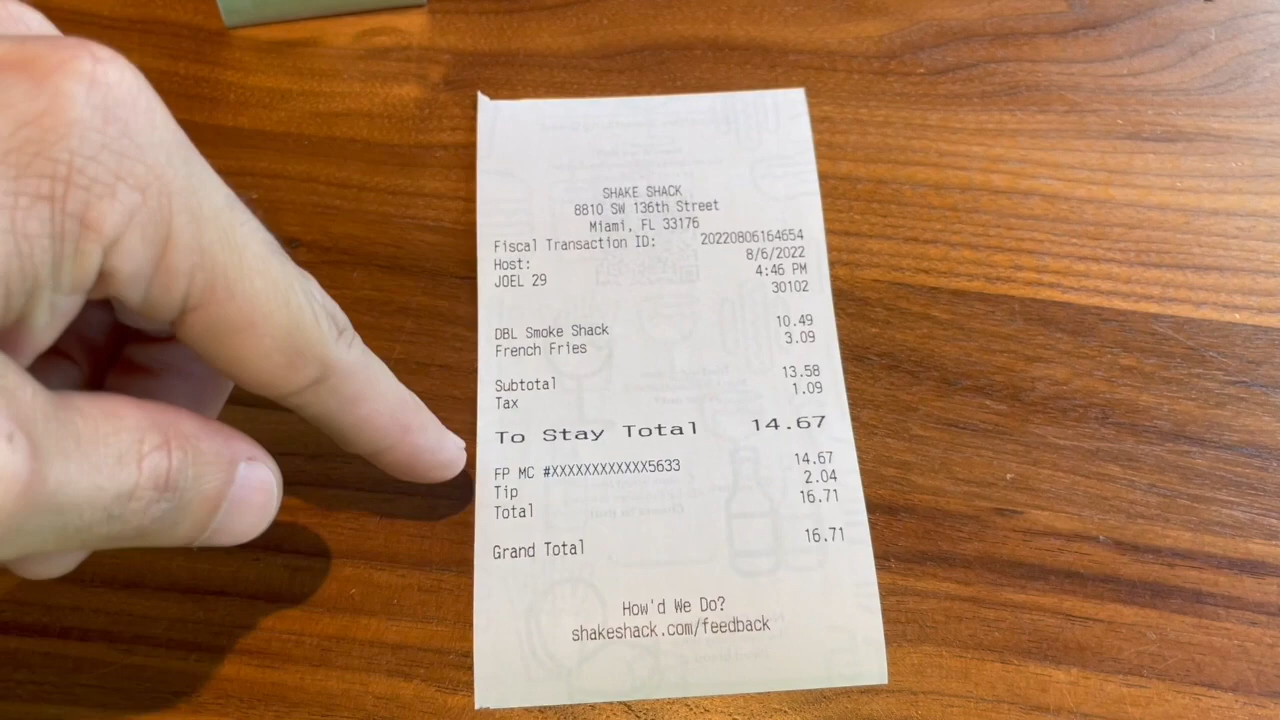 SHAKE SHACK
8810 SW 136th Street
Miami, FL 33176
Fiscal Transaction ID: 20220806164654
Host: 8/6/2022
JOEL 29 4:46 PM
30102
DBL Smoke Shack 10.49
French Fries 3.09
Subtotal 13.58
Tax 1.09
To Stay Total 14.67
FP MC #XXXXXXXXXXXX5633 14.67
Tip 2.04
Total 16.71
Grand Total 16.71
How'd We Do?
shakeshack.com/feedback